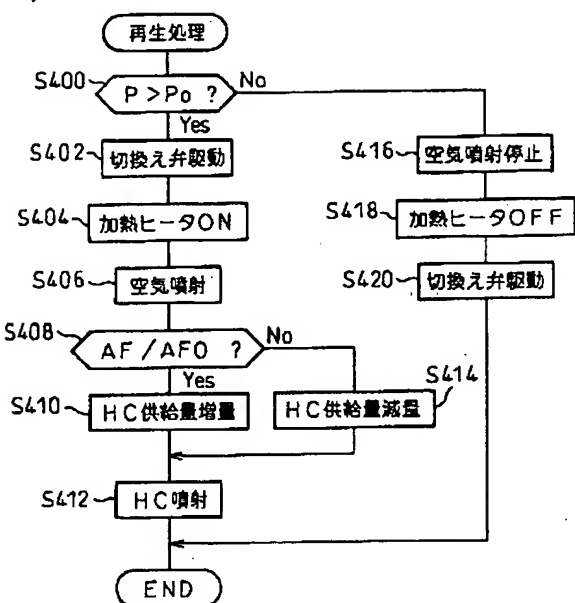 再生処理
S400
P>Po ?
No
Yes
S402
切換え弁駆動
S404
加熱ヒータON
S406
空気噴射
S408
AF/AFO ?
No
Yes
S410
HC供給量増量
S414
HC供給量減量
S412
HC噴射
S416
空気噴射停止
S418
加熱ヒータOFF
S420
切換え弁駆動
END